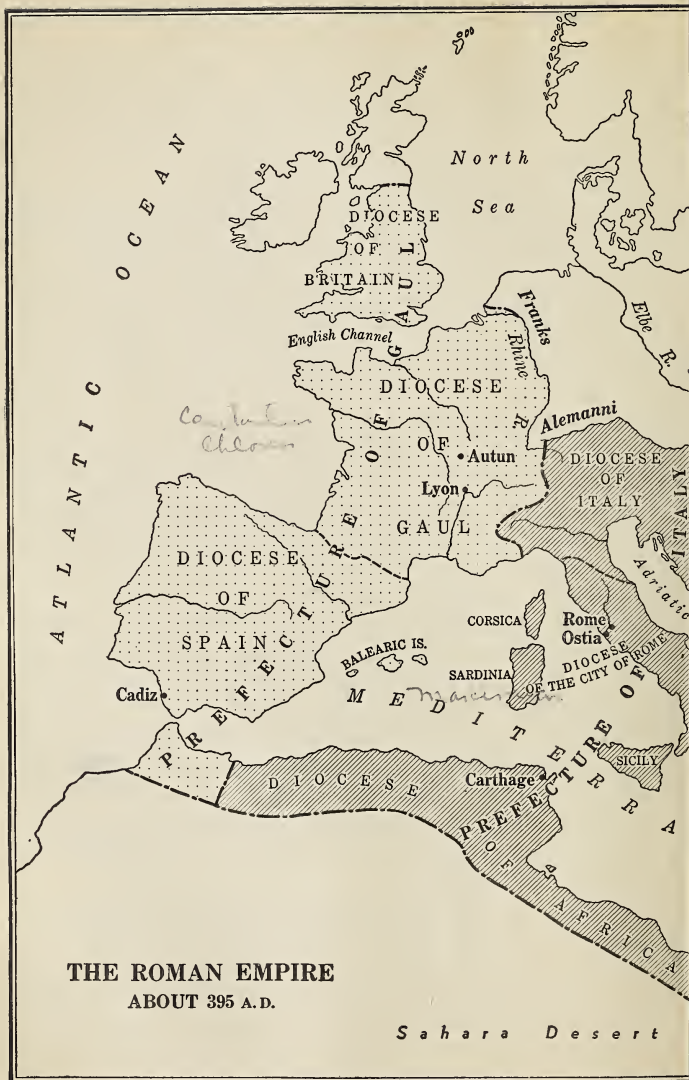 ATLANTIC OCEAN
North
Sea
DIOCESE
OF
BRITAIN
English Channel
Franks
Rhine R.
Elbe
R.
Alemanni
DIOCESE
OF
GAUL
Autun
Lyon
PREFECTURE OF GAUL
DIOCESE
OF
ITALY
ITALY
Adriatic
DIOCESE
OF
SPAIN
Cadiz
BALEARIC IS.
CORSICA
SARDINIA
Rome
Ostia
DIOCESE
OF THE CITY OF ROME
MEDITERRA
SICILY
Carthage
PREFECTURE OF
DIOCESE OF AFRICA
THE ROMAN EMPIRE
ABOUT 395 A.D.
Sahara Desert